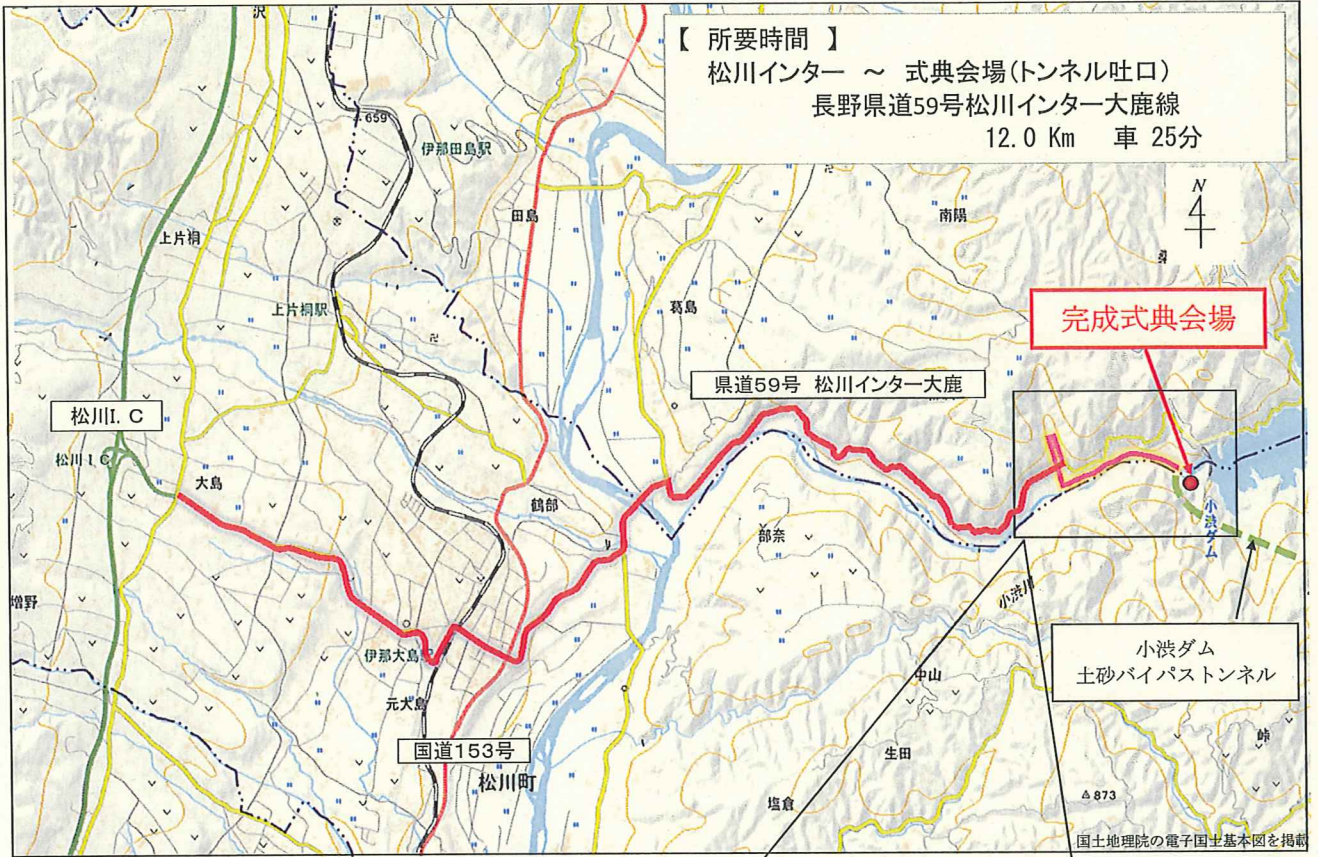 【 所要時間 】
松川インター ～ 式典会場(トンネル吐口)
長野県道59号松川インター大鹿線
12.0 Km 車 25分
沢
659
伊那田島駅
田島
南陽
N
上片桐
上片桐駅
葛島
完成式典会場
県道59号 松川インター大鹿
松川I. C
松川I C
大島
鶴部
部奈
小渋ダム
小渋川
増野
伊那大島駅
元大島
中山
小渋ダム
土砂バイパストンネル
国道153号
松川町
生田
峠
塩倉
873
国土地理院の電子国土基本図を掲載